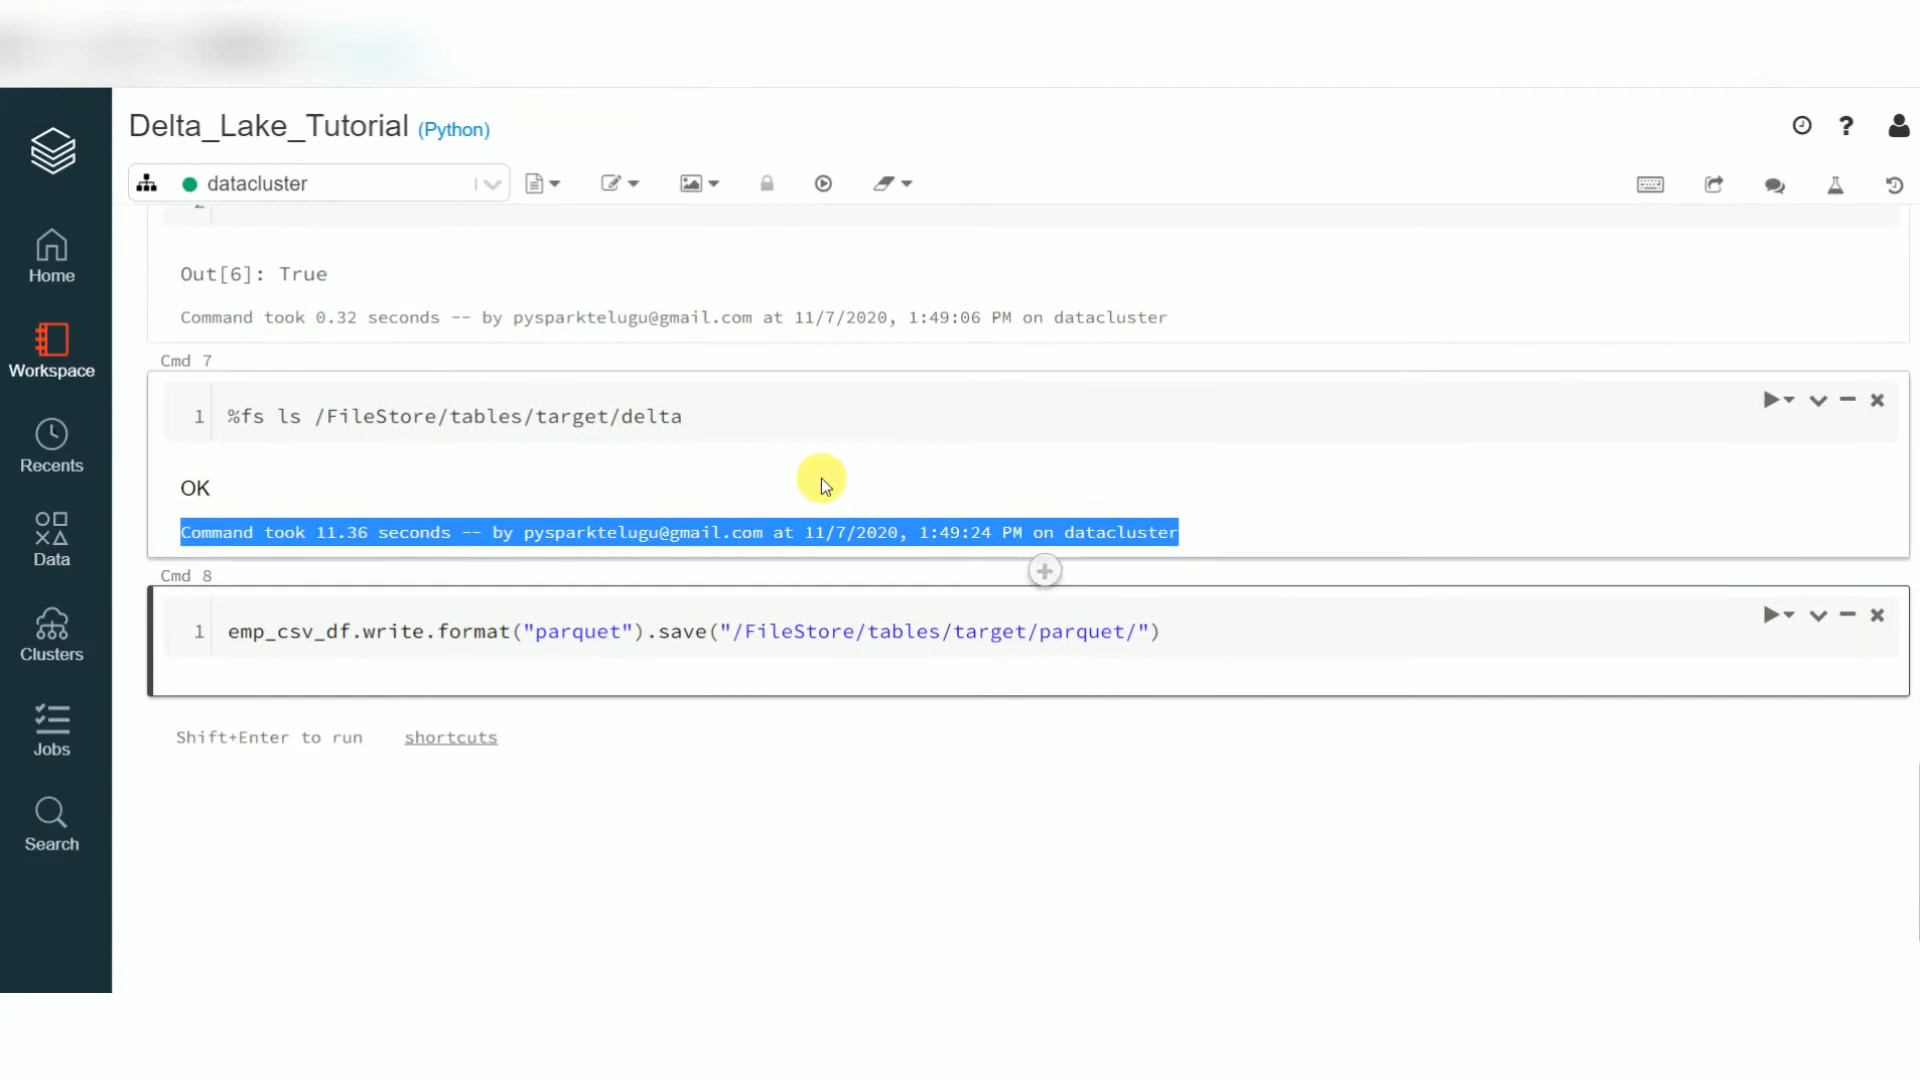 Delta_Lake_Tutorial (Python)
datacluster
Home
Workspace
Recents
Data
Clusters
Jobs
Search
Out[6]: True
Command took 0.32 seconds -- by pysparktelugu@gmail.com at 11/7/2020, 1:49:06 PM on datacluster
Cmd 7
1 %fs ls /FileStore/tables/target/delta
OK
Command took 11.36 seconds -- by pysparktelugu@gmail.com at 11/7/2020, 1:49:24 PM on datacluster
Cmd 8
1 emp_csv_df.write.format("parquet").save("/FileStore/tables/target/parquet/")
Shift+Enter to run shortcuts